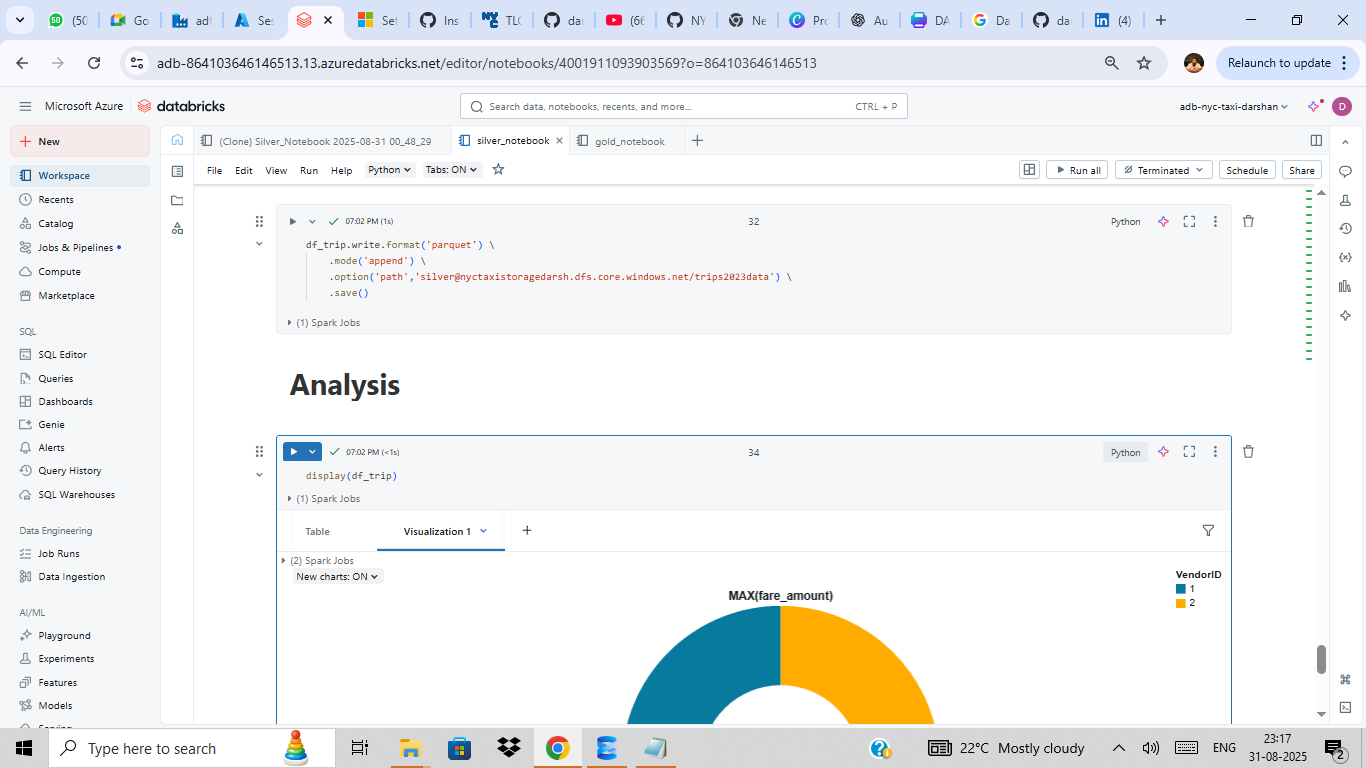 (50
Go
adf
Ses
Set
Ins
TLC
da
(66
NY
Ne
Pro
Au
DA
Da
da
(4)
adb-864103646146513.13.azuredatabricks.net/editor/notebooks/4001911093903569?o=864103646146513
Relaunch to update
Microsoft Azure
databricks
Search data, notebooks, recents, and more...
CTRL + P
adb-nyc-taxi-darshan
D
New
(Clone) Silver_Notebook 2025-08-31 00_48_29
silver_notebook
gold_notebook
File
Edit
View
Run
Help
Python
Tabs: ON
Run all
Terminated
Schedule
Share
Workspace
Recents
Catalog
Jobs & Pipelines
Compute
Marketplace
SQL
SQL Editor
Queries
Dashboards
Genie
Alerts
Query History
SQL Warehouses
Data Engineering
Job Runs
Data Ingestion
AI/ML
Playground
Experiments
Features
Models
Serving
07:02 PM (1s)
32
Python
df_trip.write.format('parquet') \
.mode('append') \
.option('path','silver@nyctaxistoragedarsh.dfs.core.windows.net/trips2023data') \
.save()
(1) Spark Jobs
Analysis
07:02 PM (<1s)
34
Python
display(df_trip)
(1) Spark Jobs
Table
Visualization 1
(2) Spark Jobs
New charts: ON
MAX(fare_amount)
VendorID
1
2
Type here to search
22°C Mostly cloudy
ENG
23:17
31-08-2025
2